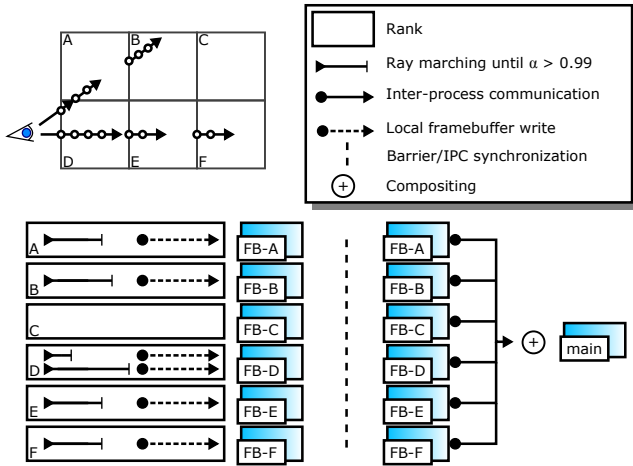 A B C
D E F
Rank
Ray marching until α > 0.99
Inter-process communication
Local framebuffer write
Barrier/IPC synchronization
+ Compositing
A FB-A FB-A
B FB-B FB-B
C FB-C FB-C
+ main
D FB-D FB-D
E FB-E FB-E
F FB-F FB-F